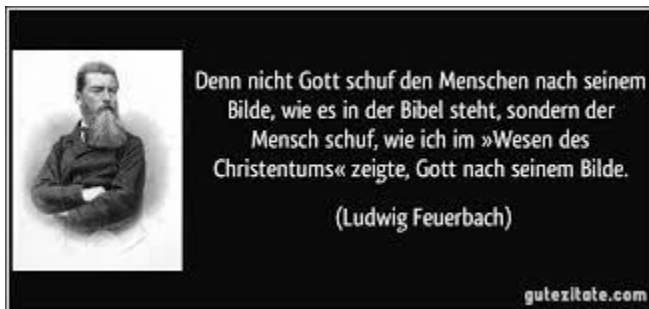 Denn nicht Gott schuf den Menschen nach seinem
Bilde, wie es in der Bibel steht, sondern der
Mensch schuf, wie ich im »Wesen des
Christentums« zeigte, Gott nach seinem Bilde.
(Ludwig Feuerbach)
gutezitate.com